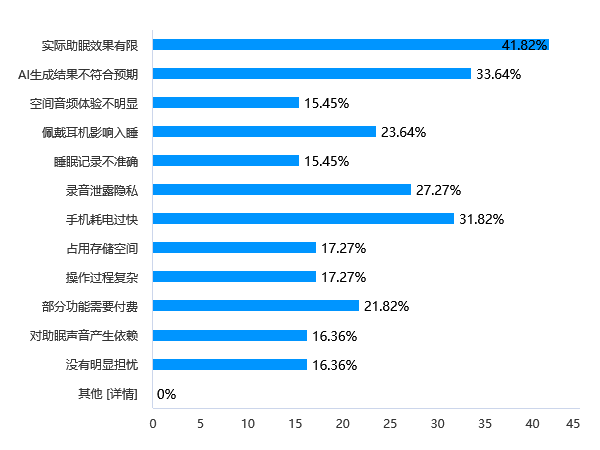 实际助眠效果有限 41.82%
AI生成结果不符合预期 33.64%
空间音频体验不明显 15.45%
佩戴耳机影响入睡 23.64%
睡眠记录不准确 15.45%
录音泄露隐私 27.27%
手机耗电过快 31.82%
占用存储空间 17.27%
操作过程复杂 17.27%
部分功能需要付费 21.82%
对助眠声音产生依赖 16.36%
没有明显担忧 16.36%
其他 [详情] 0%
0 5 10 15 20 25 30 35 40 45